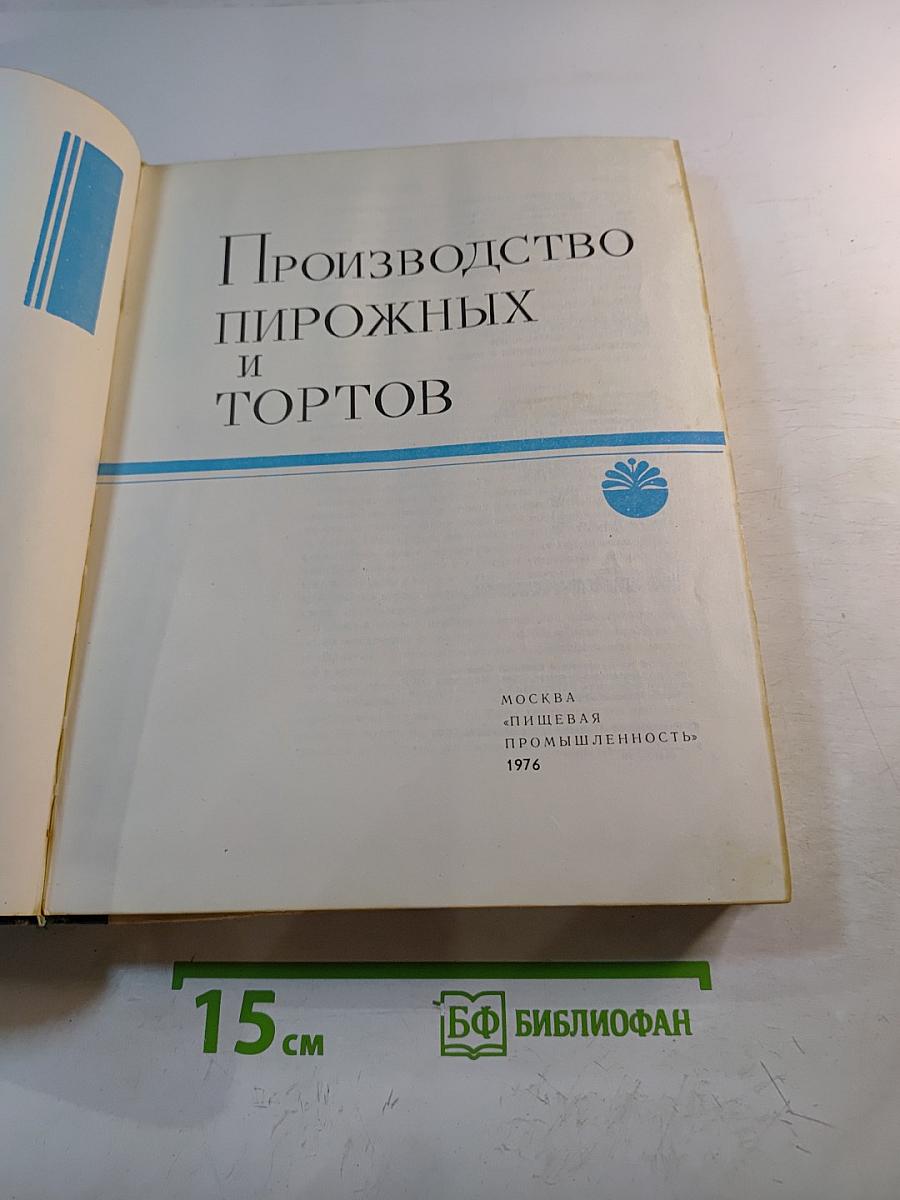 Производство
пирожных
и
тортов
МОСКВА
«ПИЩЕВАЯ
ПРОМЫШЛЕННОСТЬ»
1976
15 см
БФ БИБЛИОФАН